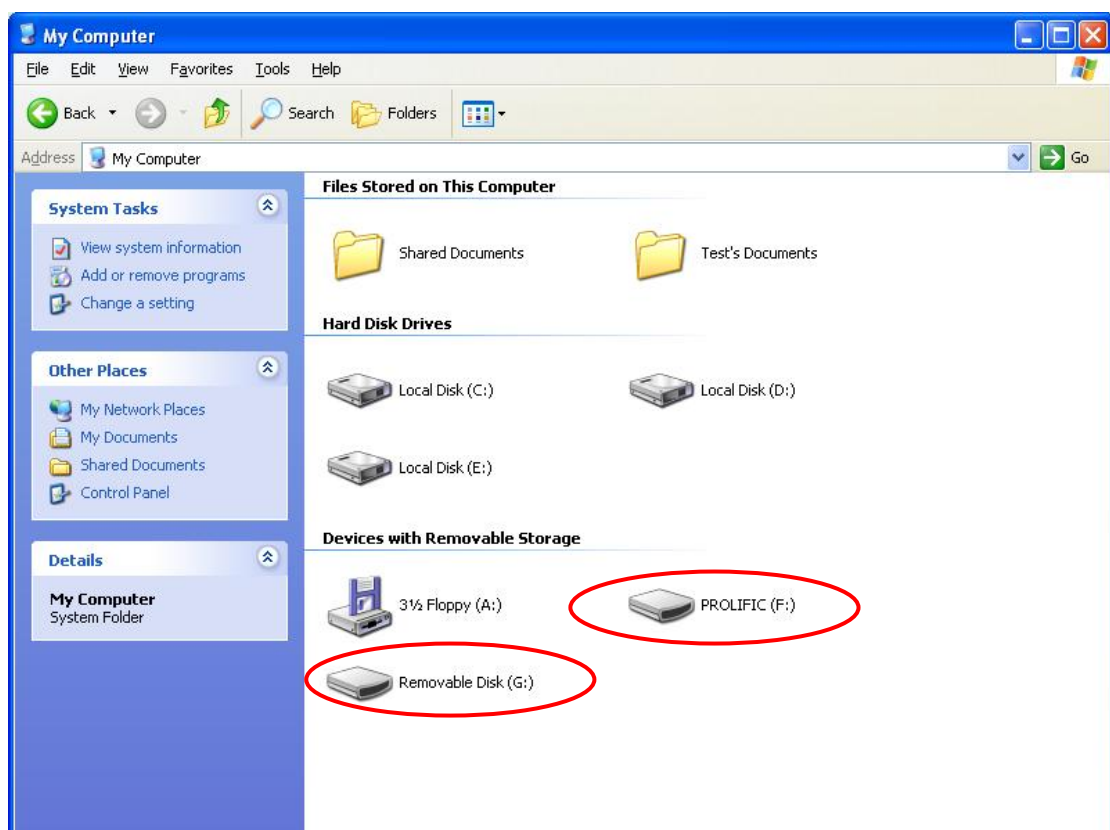 My Computer
File Edit View Favorites Tools Help
Back Search Folders
Address My Computer Go
System Tasks
View system information
Add or remove programs
Change a setting
Other Places
My Network Places
My Documents
Shared Documents
Control Panel
Details
My Computer
System Folder
Files Stored on This Computer
Shared Documents Test's Documents
Hard Disk Drives
Local Disk (C:) Local Disk (D:)
Local Disk (E:)
Devices with Removable Storage
3½ Floppy (A:) PROLIFIC (F:)
Removable Disk (G:)